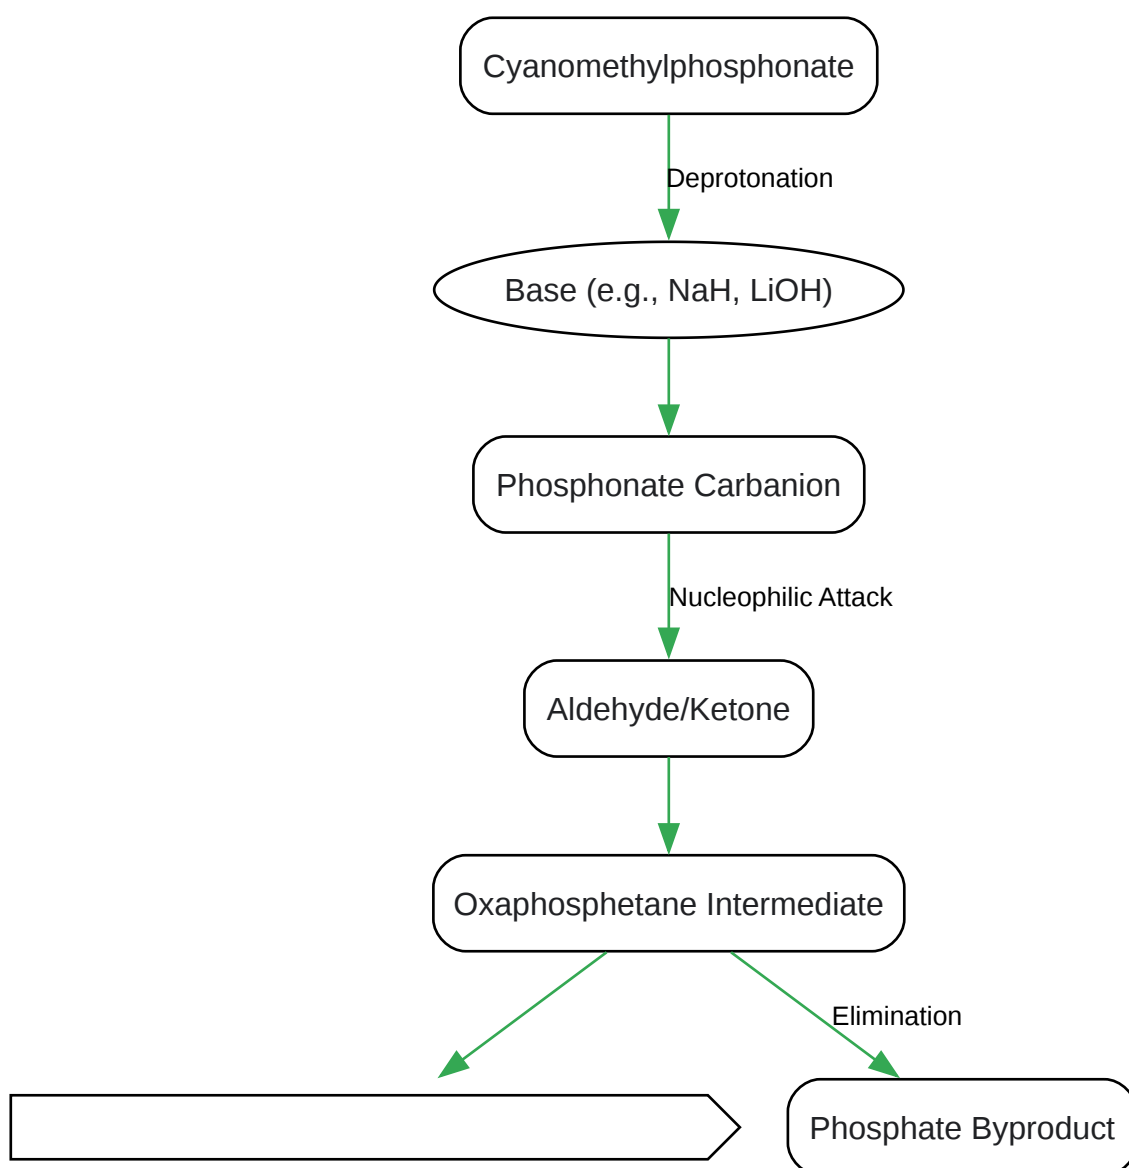 Cyanomethylphosphonate
Deprotonation
Base (e.g., NaH, LiOH)
Phosphonate Carbanion
Nucleophilic Attack
Aldehyde/Ketone
Oxaphosphetane Intermediate
Elimination
Phosphate Byproduct